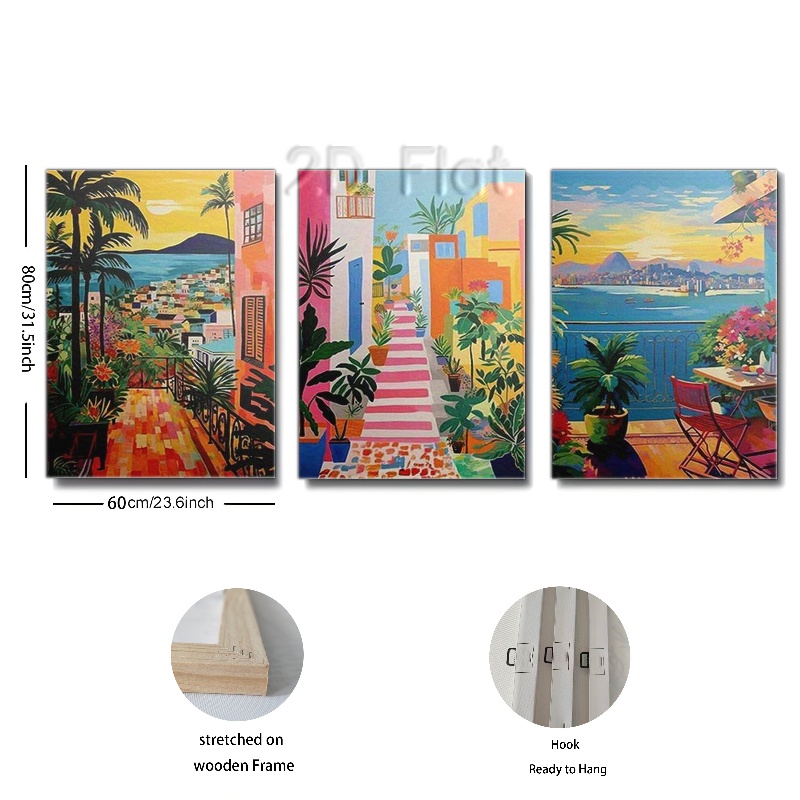 2D Flat
80cm/31.5inch
60cm/23.6inch
stretched on
wooden Frame
Hook
Ready to Hang